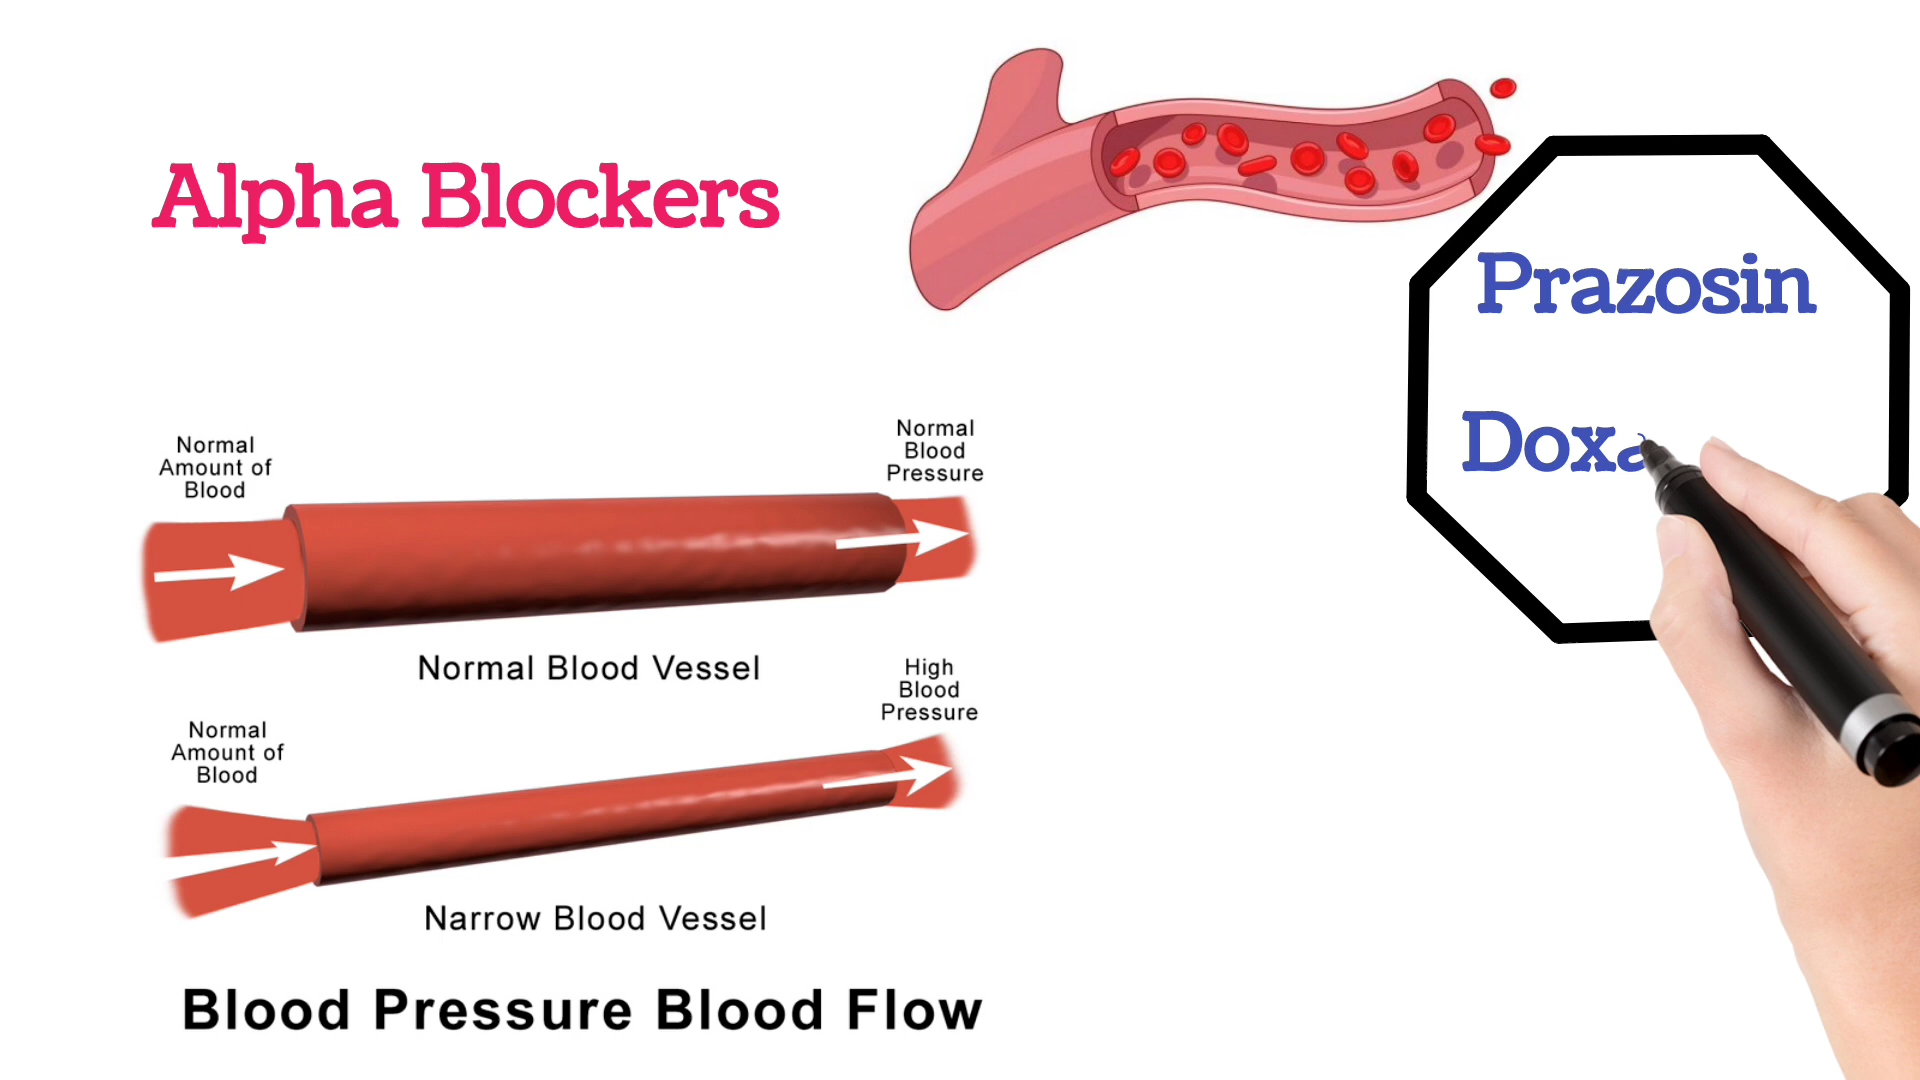 Alpha Blockers
Prazosin
Doxa
Normal
Amount of
Blood
Normal
Blood
Pressure
Normal Blood Vessel
High
Blood
Pressure
Normal
Amount of
Blood
Narrow Blood Vessel
Blood Pressure Blood Flow